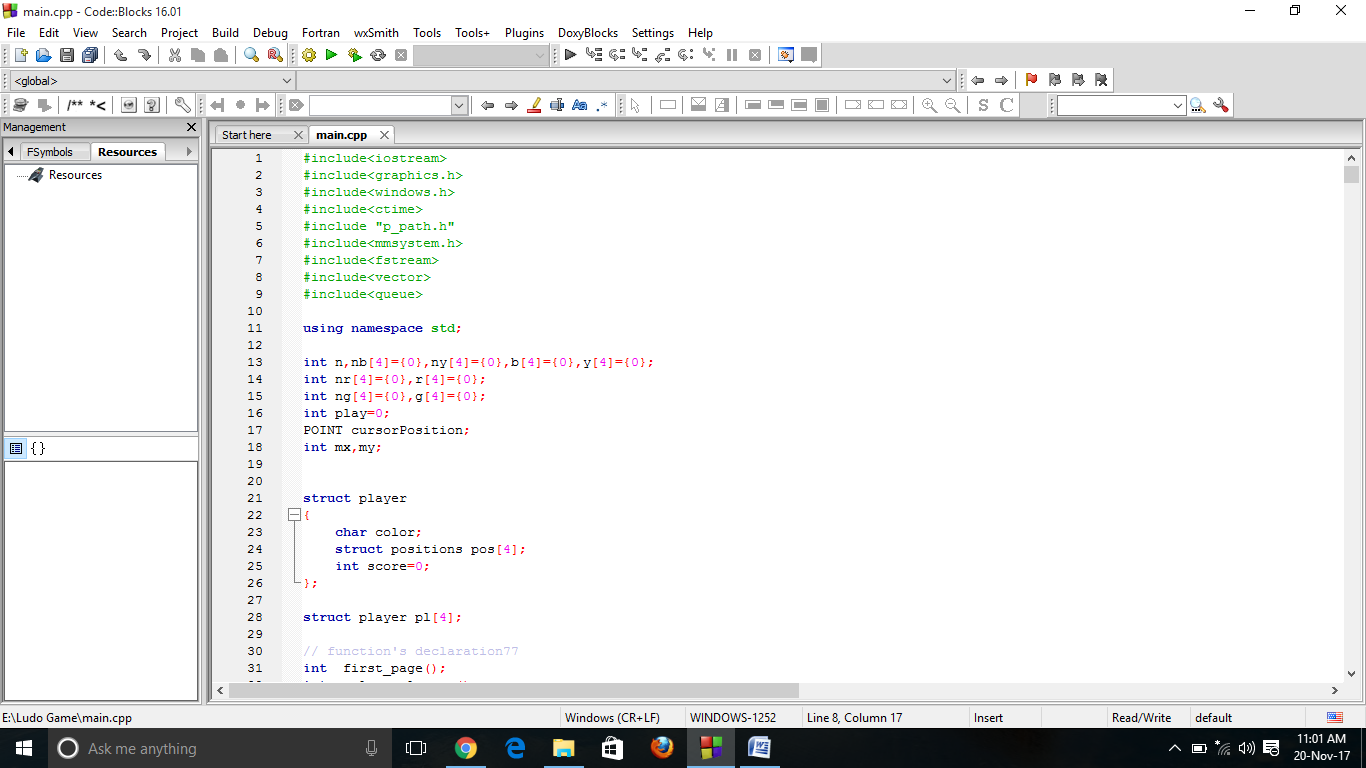 main.cpp - Code::Blocks 16.01
File Edit View Search Project Build Debug Fortran wxSmith Tools Tools+ Plugins DoxyBlocks Settings Help
<global>
/** *<
Aa .*
S C
Management
FSymbols Resources
Resources
{}
Start here main.cpp
1 #include<iostream>
2 #include<graphics.h>
3 #include<windows.h>
4 #include<ctime>
5 #include "p_path.h"
6 #include<mmsystem.h>
7 #include<fstream>
8 #include<vector>
9 #include<queue>
10
11 using namespace std;
12
13 int n,nb[4]={0},ny[4]={0},b[4]={0},y[4]={0};
14 int nr[4]={0},r[4]={0};
15 int ng[4]={0},g[4]={0};
16 int play=0;
17 POINT cursorPosition;
18 int mx,my;
19
20
21 struct player
22 {
23 char color;
24 struct positions pos[4];
25 int score=0;
26 };
27
28 struct player pl[4];
29
30 // function's declaration77
31 int first_page();
E:\Ludo Game\main.cpp Windows (CR+LF) WINDOWS-1252 Line 8, Column 17 Insert Read/Write default
Ask me anything
11:01 AM
20-Nov-17